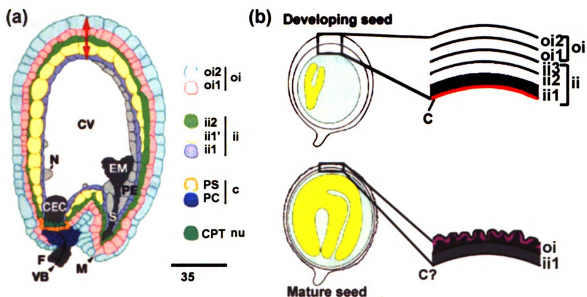 (a)
CV
N
EM
PE
CEC
S
F
VB
M
oi2
oi1
oi
ii2
ii1'
ii1
ii
PS
PC
c
CPT nu
35
(b)
Developing seed
oi2
oi1
oi
ii3
ii2
ii1
ii
C
oi
ii1
C?
Mature seed